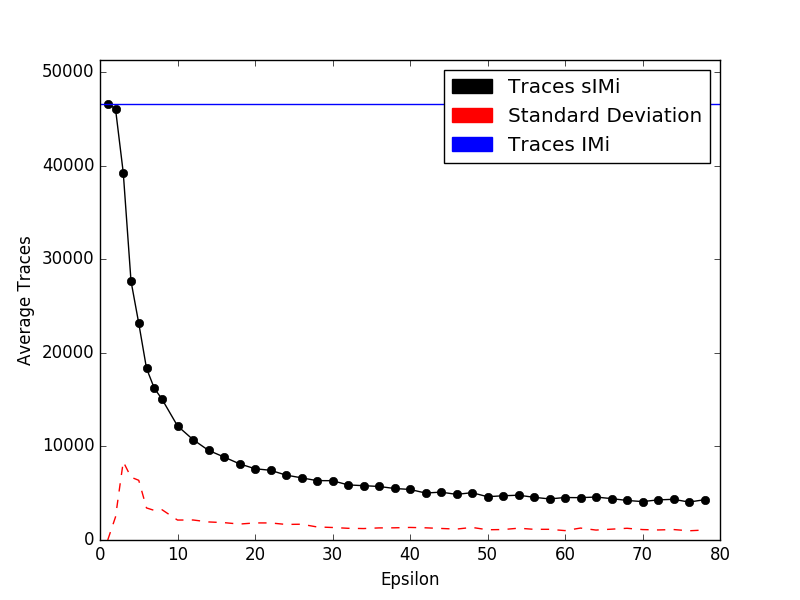 Traces sIMi
Standard Deviation
Traces IMi
50000
40000
30000
20000
10000
0
Average Traces
0 10 20 30 40 50 60 70 80
Epsilon